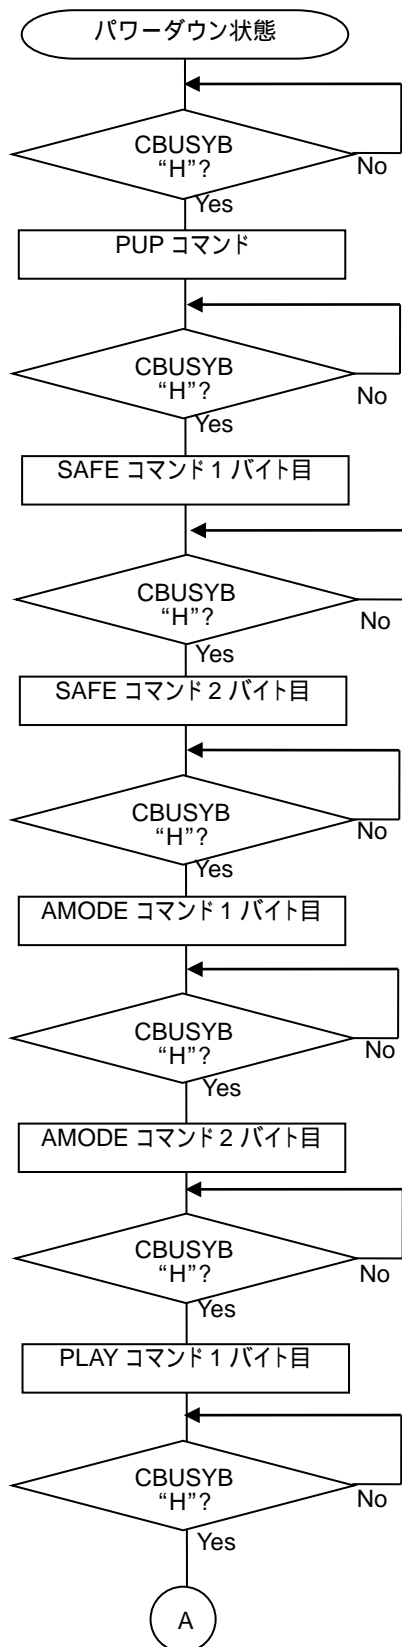 パワーダウン状態
CBUSYB
“H”?
No
Yes
PUP コマンド
CBUSYB
“H”?
No
Yes
SAFE コマンド 1 バイト目
CBUSYB
“H”?
No
Yes
SAFE コマンド 2 バイト目
CBUSYB
“H”?
No
Yes
AMODE コマンド 1 バイト目
CBUSYB
“H”?
No
Yes
AMODE コマンド 2 バイト目
CBUSYB
“H”?
No
Yes
PLAY コマンド 1 バイト目
CBUSYB
“H”?
No
Yes
A